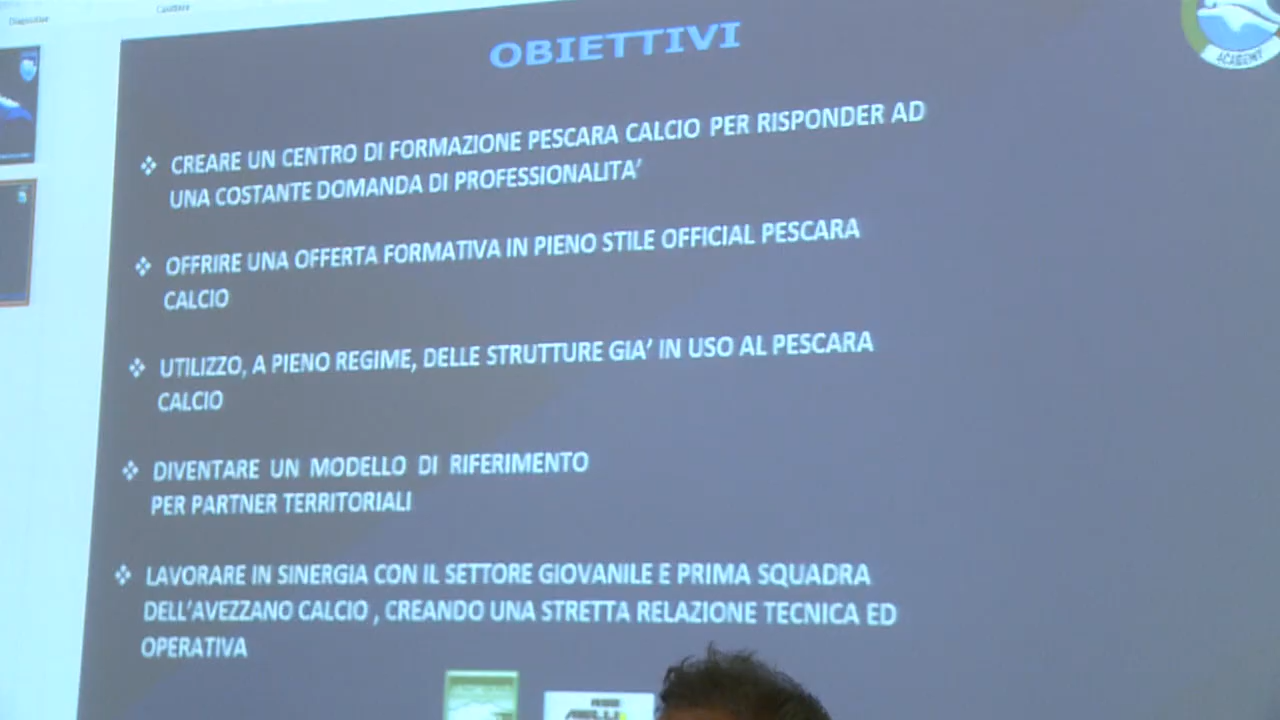 Diapositive
Carattere
ACADEMY
OBIETTIVI
❖ CREARE UN CENTRO DI FORMAZIONE PESCARA CALCIO PER RISPONDER AD
UNA COSTANTE DOMANDA DI PROFESSIONALITA’
❖ OFFRIRE UNA OFFERTA FORMATIVA IN PIENO STILE OFFICIAL PESCARA
CALCIO
❖ UTILIZZO, A PIENO REGIME, DELLE STRUTTURE GIA’ IN USO AL PESCARA
CALCIO
❖ DIVENTARE UN MODELLO DI RIFERIMENTO
PER PARTNER TERRITORIALI
❖ LAVORARE IN SINERGIA CON IL SETTORE GIOVANILE E PRIMA SQUADRA
DELL’AVEZZANO CALCIO , CREANDO UNA STRETTA RELAZIONE TECNICA ED
OPERATIVA